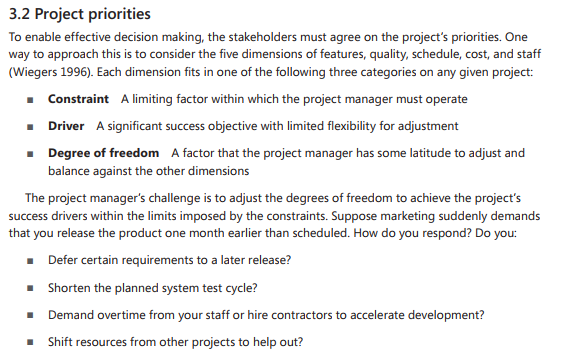 3.2 Project priorities
To enable effective decision making, the stakeholders must agree on the project’s priorities. One
way to approach this is to consider the five dimensions of features, quality, schedule, cost, and staff
(Wiegers 1996). Each dimension fits in one of the following three categories on any given project:
■ Constraint A limiting factor within which the project manager must operate
■ Driver A significant success objective with limited flexibility for adjustment
■ Degree of freedom A factor that the project manager has some latitude to adjust and
balance against the other dimensions
The project manager’s challenge is to adjust the degrees of freedom to achieve the project’s
success drivers within the limits imposed by the constraints. Suppose marketing suddenly demands
that you release the product one month earlier than scheduled. How do you respond? Do you:
■ Defer certain requirements to a later release?
■ Shorten the planned system test cycle?
■ Demand overtime from your staff or hire contractors to accelerate development?
■ Shift resources from other projects to help out?